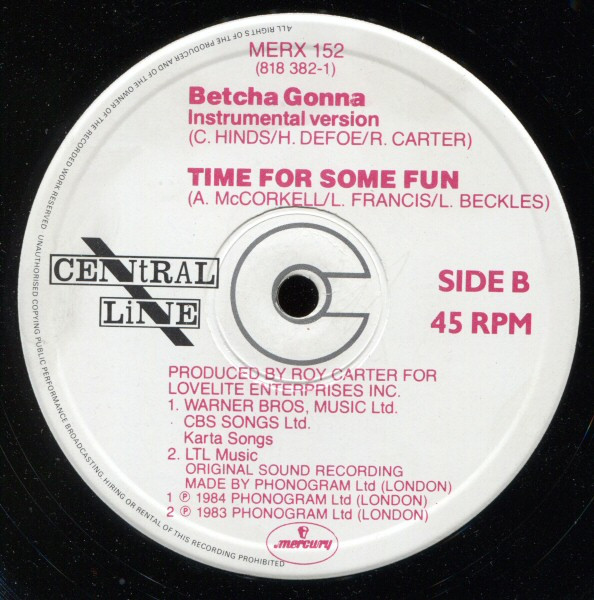 MERX 152
(818 382-1)
Betcha Gonna
Instrumental version
(C. HINDS/H. DEFOE/R. CARTER)
TIME FOR SOME FUN
(A. McCORKELL/L. FRANCIS/L. BECKLES)
CENtRAL
LiNE
SIDE B
45 RPM
PRODUCED BY ROY CARTER FOR
LOVELITE ENTERPRISES INC.
1. WARNER BROS, MUSIC Ltd.
CBS SONGS Ltd.
Karta Songs
2. LTL Music
ORIGINAL SOUND RECORDING
MADE BY PHONOGRAM Ltd (LONDON)
1 ℗ 1984 PHONOGRAM Ltd (LONDON)
2 ℗ 1983 PHONOGRAM Ltd (LONDON)
mercury
ALL RIGHTS OF THE PRODUCER AND OF THE OWNER OF THE RECORDED WORK RESERVED UNAUTHORISED COPYING PUBLIC PERFORMANCE BROADCASTING, HIRING OR RENTAL OF THIS RECORDING PROHIBITED